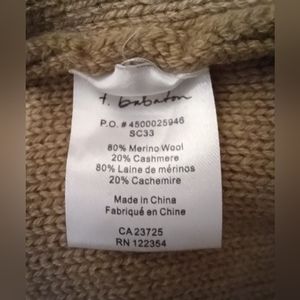 t. babaton
P.O. # 4500025946
SC33
80% Merino Wool
20% Cashmere
80% Laine de mérinos
20% Cachemire
Made in China
Fabriqué en Chine
CA 23725
RN 122364